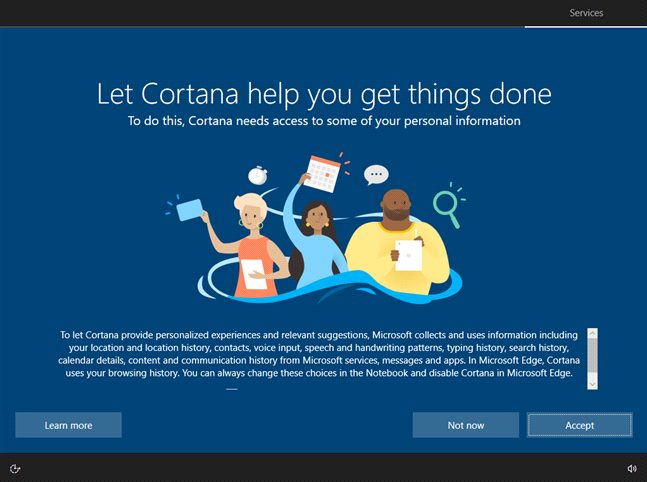 Services
Let Cortana help you get things done
To do this, Cortana needs access to some of your personal information
To let Cortana provide personalized experiences and relevant suggestions, Microsoft collects and uses information including
your location and location history, contacts, voice input, speech and handwriting patterns, typing history, search history,
calendar details, content and communication history from Microsoft services, messages and apps. In Microsoft Edge, Cortana
uses your browsing history. You can always change these choices in the Notebook and disable Cortana in Microsoft Edge.
Learn more
Not now
Accept